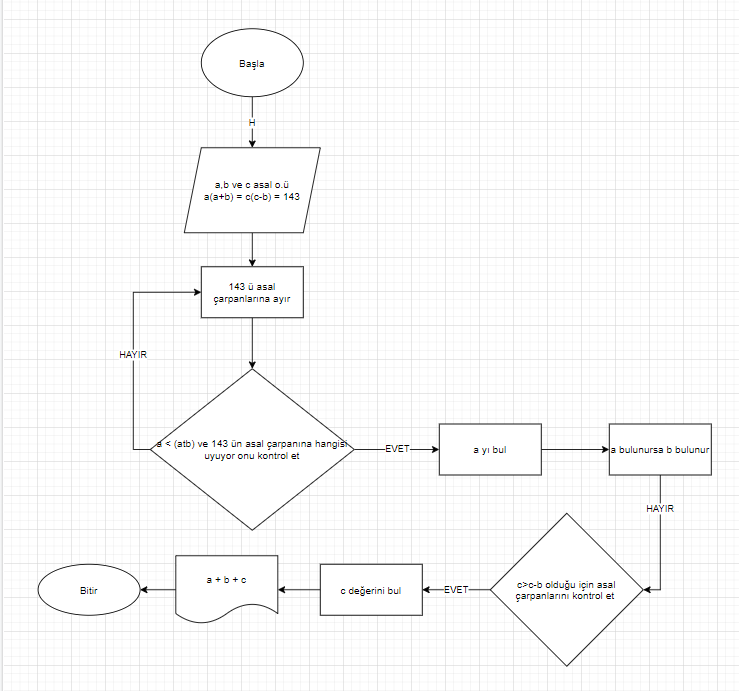 Başla
H
a,b ve c asal o.ü
a(a+b) = c(c-b) = 143
143 ü asal
çarpanlarına ayır
HAYIR
a < (atb) ve 143 ün asal çarpanına hangisi
uyuyor onu kontrol et
EVET
a yı bul
a bulunursa b bulunur
HAYIR
c>c-b olduğu için asal
çarpanlarını kontrol et
EVET
c değerini bul
a + b + c
Bitir